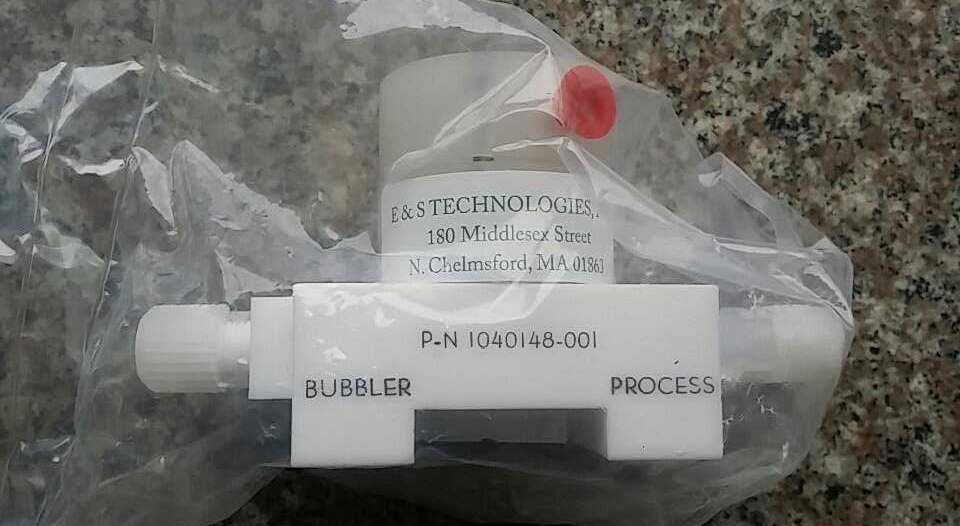 E & S TECHNOLOGIES,
180 Middlesex Street
N. Chelmsford, MA 01863
P-N 1040148-001
BUBBLER
PROCESS